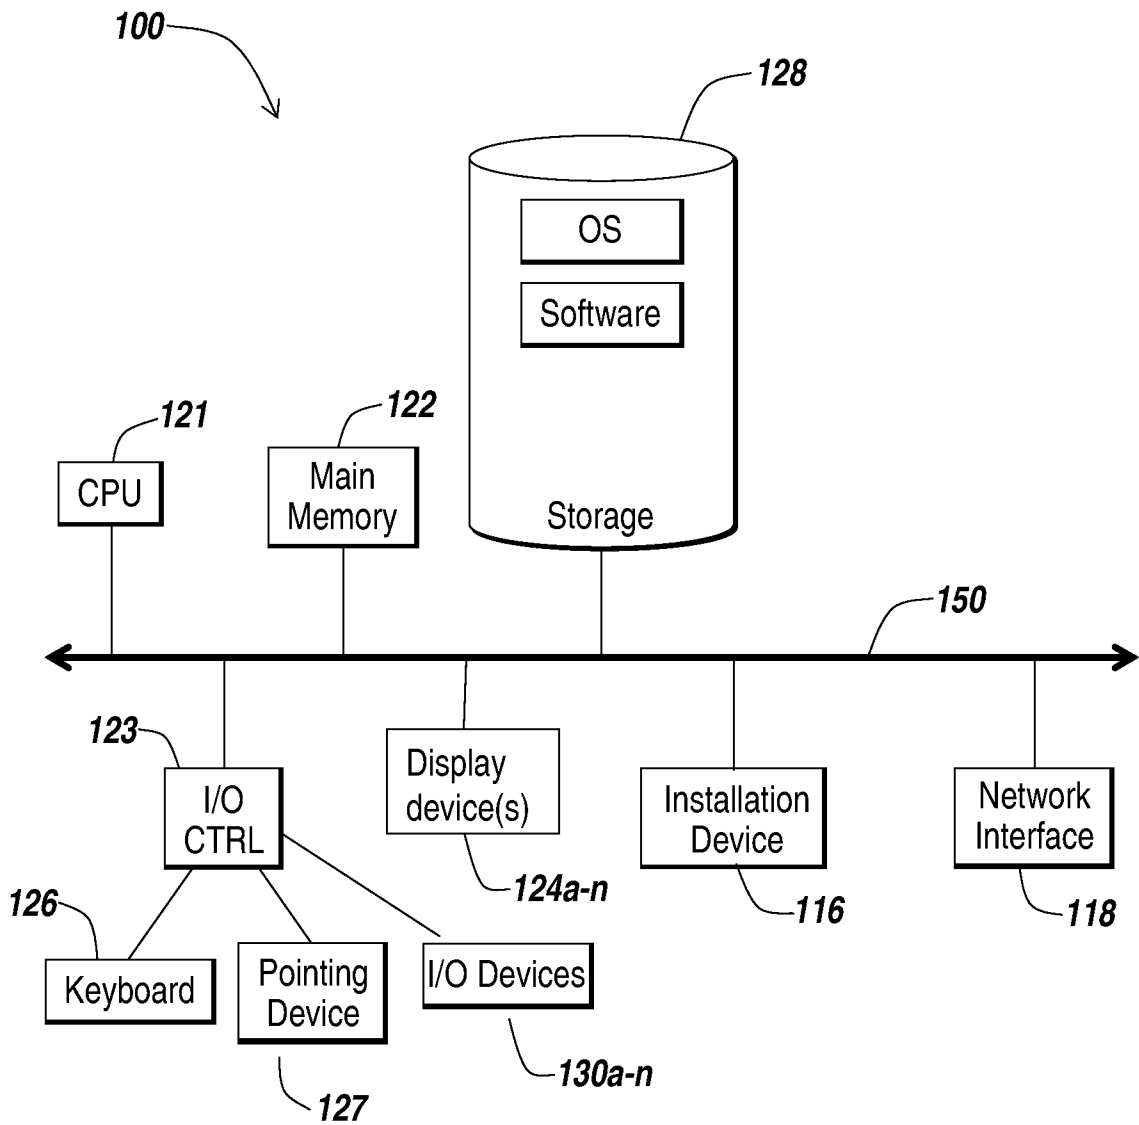 100
128
OS
Software
Storage
121
CPU
122
Main
Memory
150
123
I/O
CTRL
Display
device(s)
124a-n
Installation
Device
116
Network
Interface
118
126
Keyboard
Pointing
Device
127
I/O Devices
130a-n